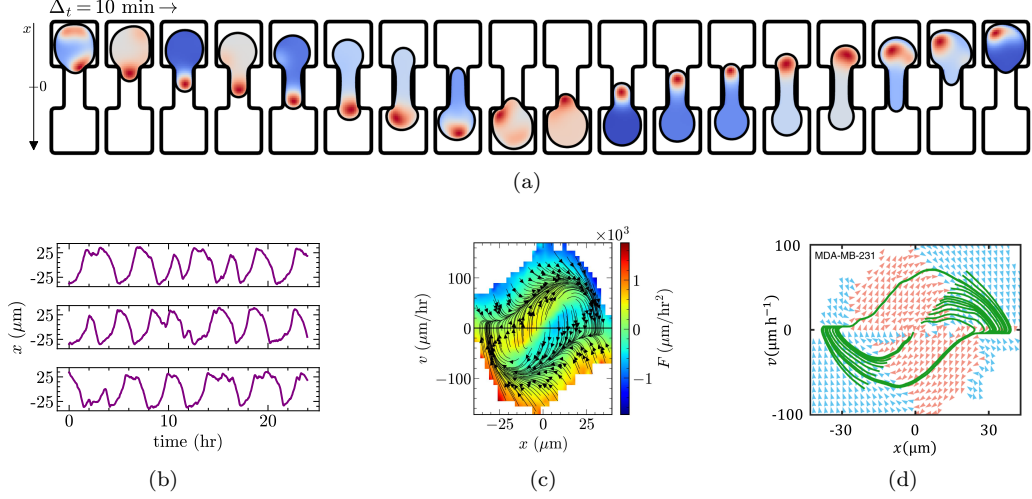 Δt = 10 min →
x
0
(a)
25
-25
25
-25
25
-25
0
10
20
x (μm)
time (hr)
(b)
×10³
100
0
−100
−25
0
25
v (μm/hr)
x (μm)
1
0
−1
F (μm/hr²)
(c)
MDA-MB-231
100
0
-100
-30
0
30
v(μm h⁻¹)
x(μm)
(d)